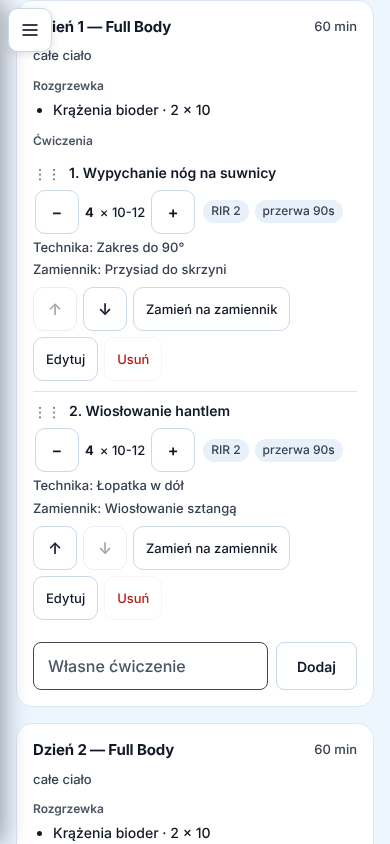 Dzień 1 — Full Body 60 min
całe ciało
Rozgrzewka
• Krążenia bioder · 2 × 10
Ćwiczenia
1. Wypychanie nóg na suwnicy
– 4 × 10-12 + RIR 2 przerwa 90s
Technika: Zakres do 90°
Zamiennik: Przysiad do skrzyni
↑ ↓ Zamień na zamiennik
Edytuj Usuń
2. Wiosłowanie hantlem
– 4 × 10-12 + RIR 2 przerwa 90s
Technika: Łopatka w dół
Zamiennik: Wiosłowanie sztangą
↑ ↓ Zamień na zamiennik
Edytuj Usuń
Własne ćwiczenie Dodaj
Dzień 2 — Full Body 60 min
całe ciało
Rozgrzewka
• Krążenia bioder · 2 × 10